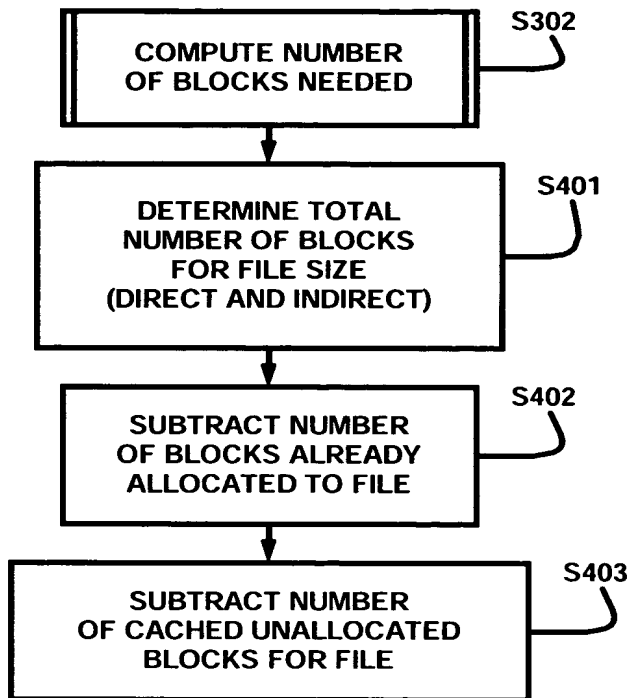 S302
COMPUTE NUMBER
OF BLOCKS NEEDED
S401
DETERMINE TOTAL
NUMBER OF BLOCKS
FOR FILE SIZE
(DIRECT AND INDIRECT)
S402
SUBTRACT NUMBER
OF BLOCKS ALREADY
ALLOCATED TO FILE
S403
SUBTRACT NUMBER
OF CACHED UNALLOCATED
BLOCKS FOR FILE